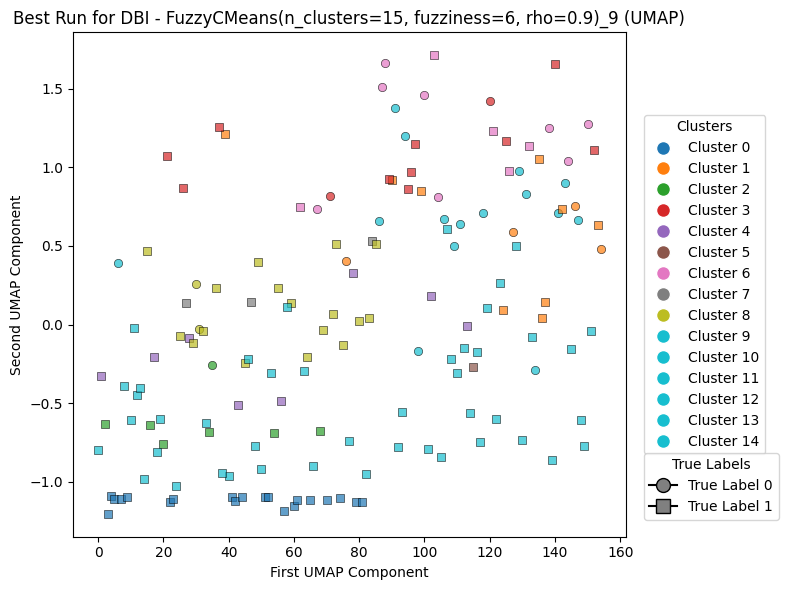 Best Run for DBI - FuzzyCMeans(n_clusters=15, fuzziness=6, rho=0.9)_9 (UMAP)
Second UMAP Component
1.5
1.0
0.5
0.0
−0.5
−1.0
0 20 40 60 80 100 120 140 160
First UMAP Component
Clusters
Cluster 0
Cluster 1
Cluster 2
Cluster 3
Cluster 4
Cluster 5
Cluster 6
Cluster 7
Cluster 8
Cluster 9
Cluster 10
Cluster 11
Cluster 12
Cluster 13
Cluster 14
True Labels
True Label 0
True Label 1